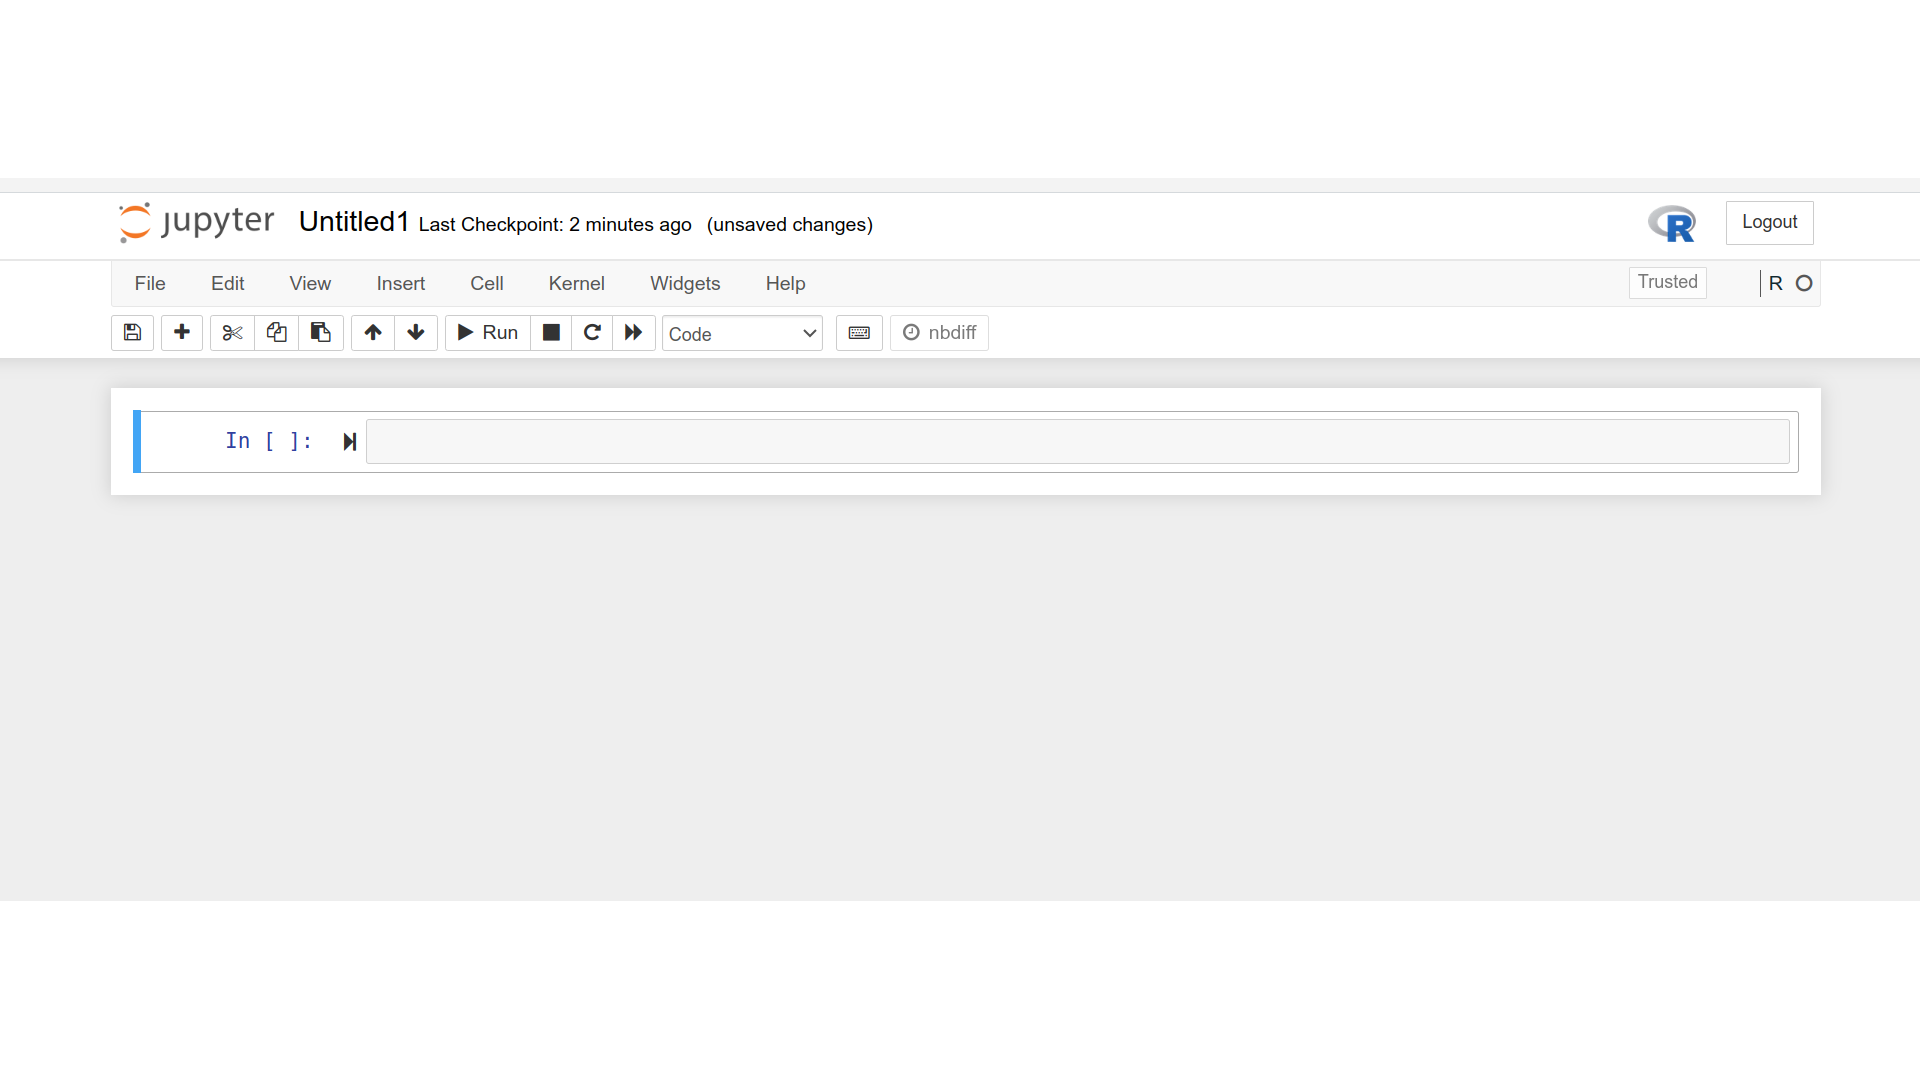 jupyter Untitled1 Last Checkpoint: 2 minutes ago (unsaved changes) R Logout
File Edit View Insert Cell Kernel Widgets Help Trusted R
Run Code nbdiff
In [ ]: